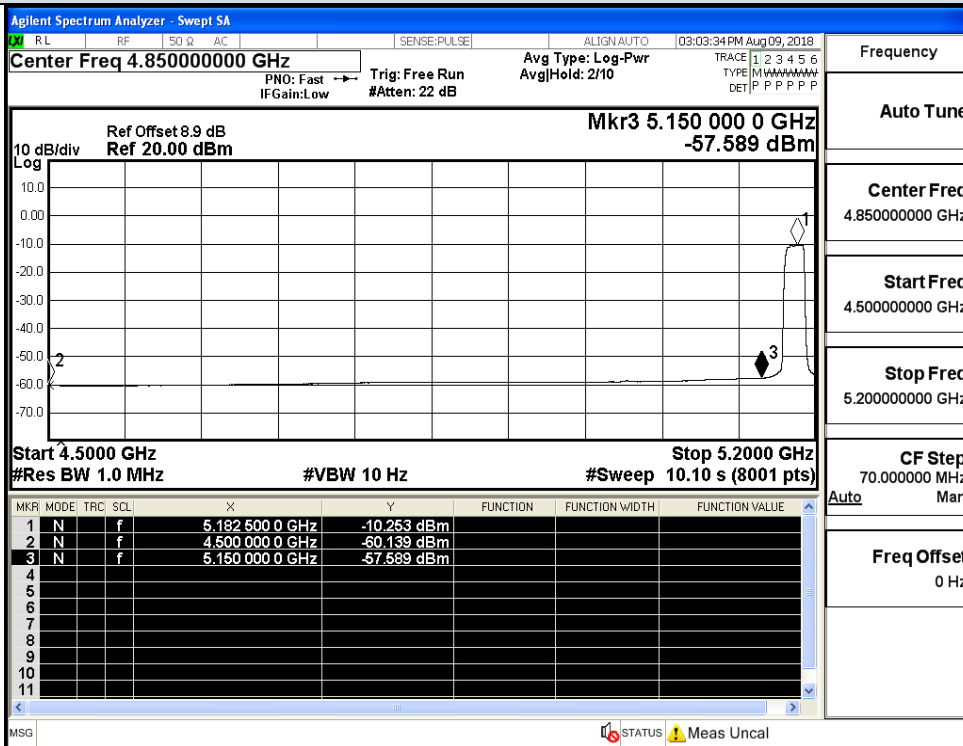 Agilent Spectrum Analyzer - Swept SA
LXI RL RF 50 Ω AC SENSE:PULSE ALIGN AUTO 03:03:34 PM Aug 09, 2018
Center Freq 4.850000000 GHz
PNO: Fast
IFGain:Low
Trig: Free Run
#Atten: 22 dB
Avg Type: Log-Pwr
Avg|Hold: 2/10
TRACE 1 2 3 4 5 6
TYPE M WWWWW
DET P P P P P P
Mkr3 5.150 000 0 GHz
-57.589 dBm
Ref Offset 8.9 dB
10 dB/div Ref 20.00 dBm
Log
10.0
0.00
-10.0
-20.0
-30.0
-40.0
-50.0
-60.0
-70.0
1
2
3
Start 4.5000 GHz Stop 5.2000 GHz
#Res BW 1.0 MHz #VBW 10 Hz #Sweep 10.10 s (8001 pts)
MKR MODE TRC SCL X Y FUNCTION FUNCTION WIDTH FUNCTION VALUE
1 N f 5.182 500 0 GHz -10.253 dBm
2 N f 4.500 000 0 GHz -60.139 dBm
3 N f 5.150 000 0 GHz -57.589 dBm
4
5
6
7
8
9
10
11
MSG STATUS Meas Uncal
Frequency
Auto Tune
Center Freq
4.850000000 GHz
Start Freq
4.500000000 GHz
Stop Freq
5.200000000 GHz
CF Step
70.000000 MHz
Auto Man
Freq Offset
0 Hz